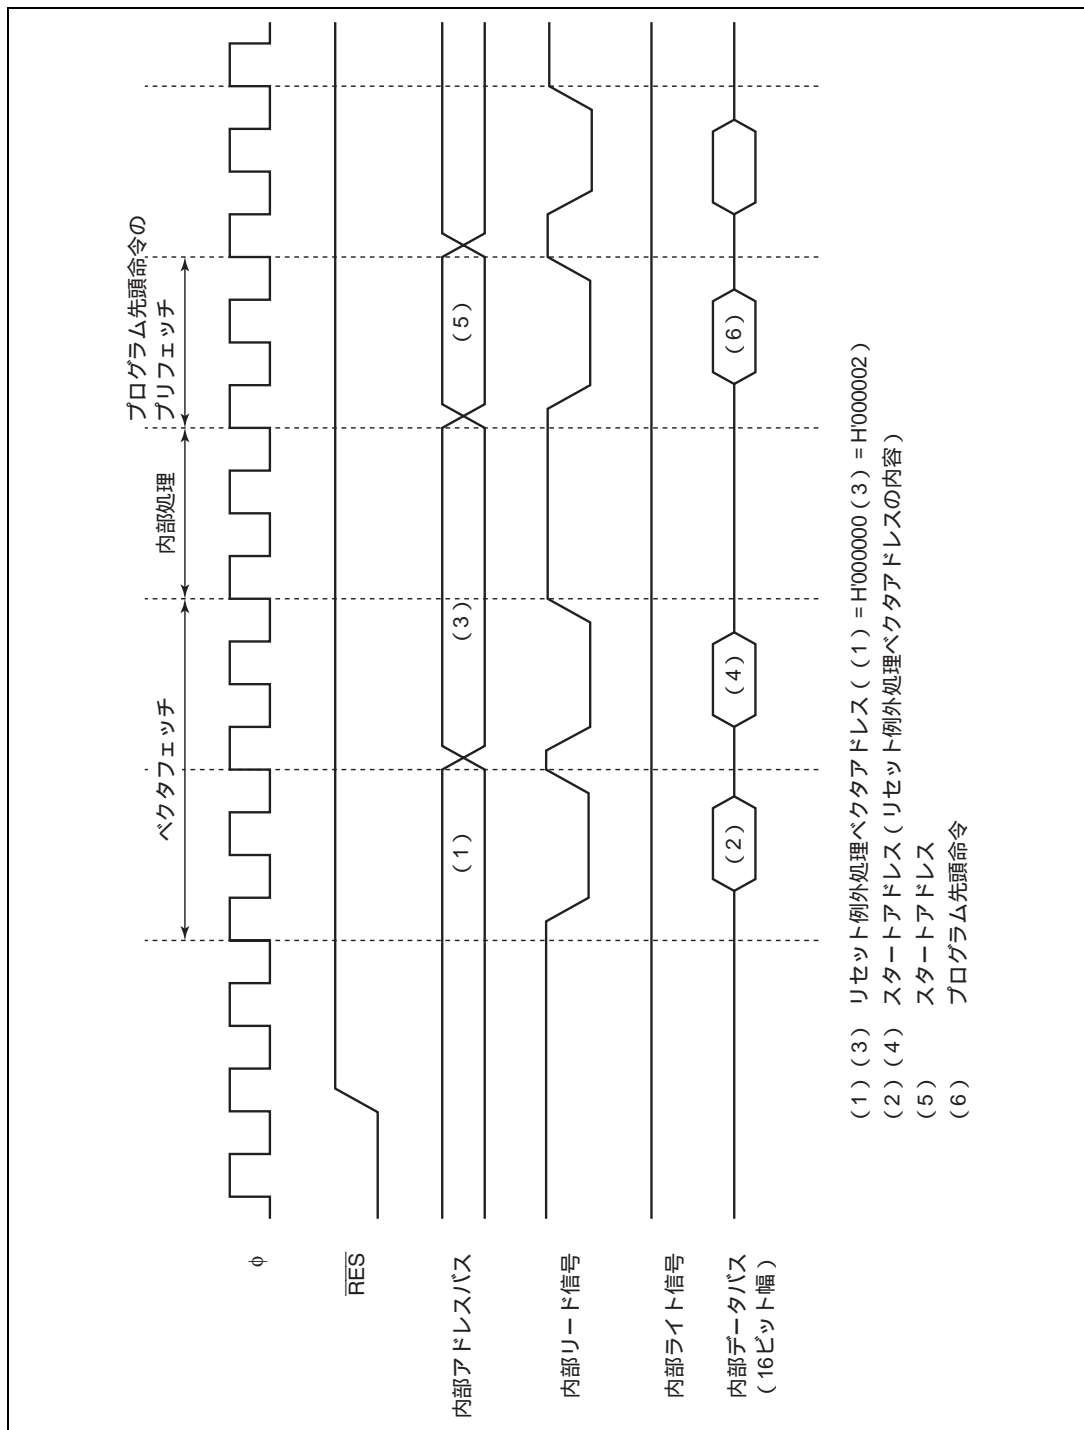 ベクタフェッチ
内部処理
プログラム先頭命令の
プリフェッチ
φ
RES
内部アドレスバス
(1)
(3)
(5)
内部リード信号
内部ライト信号
内部データバス
(16ビット幅)
(2)
(4)
(6)
(1)(3) リセット例外処理ベクタアドレス((1)=H'000000(3)=H'000002)
(2)(4) スタートアドレス(リセット例外処理ベクタアドレスの内容)
(5) スタートアドレス
(6) プログラム先頭命令